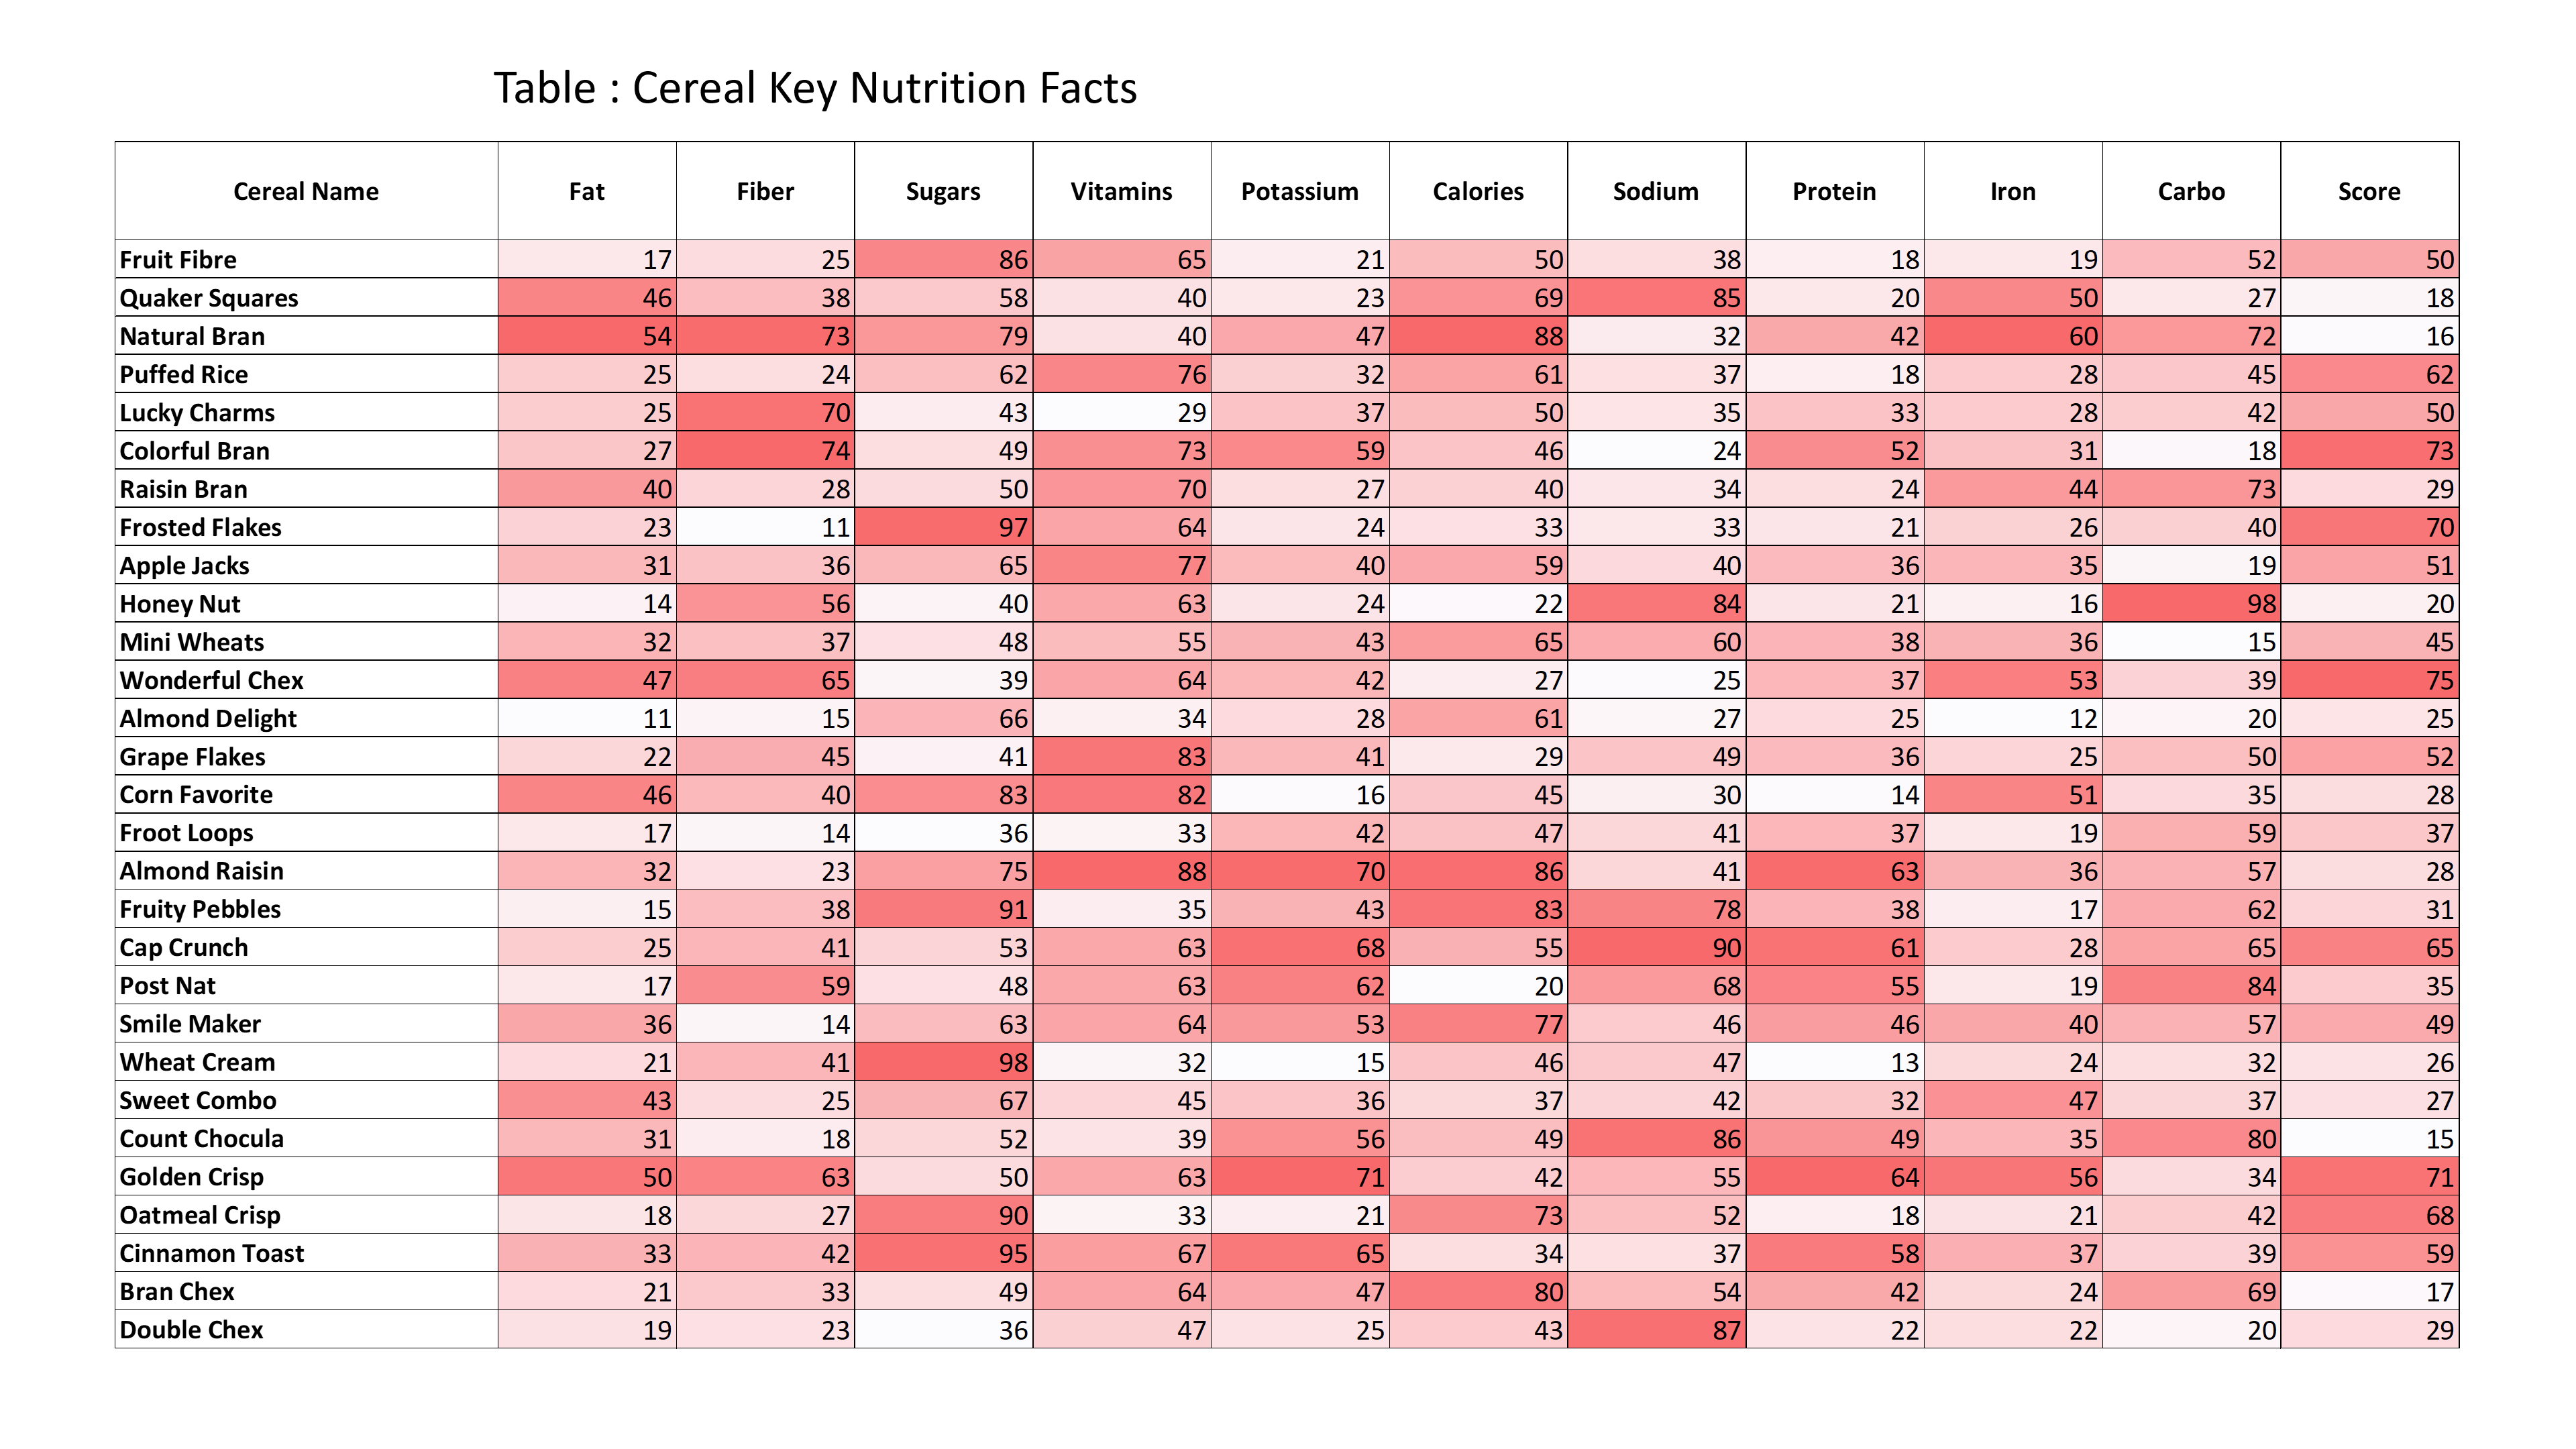 Table : Cereal Key Nutrition Facts
Cereal Name Fat Fiber Sugars Vitamins Potassium Calories Sodium Protein Iron Carbo Score
Fruit Fibre 17 25 86 65 21 50 38 18 19 52 50
Quaker Squares 46 38 58 40 23 69 85 20 50 27 18
Natural Bran 54 73 79 40 47 88 32 42 60 72 16
Puffed Rice 25 24 62 76 32 61 37 18 28 45 62
Lucky Charms 25 70 43 29 37 50 35 33 28 42 50
Colorful Bran 27 74 49 73 59 46 24 52 31 18 73
Raisin Bran 40 28 50 70 27 40 34 24 44 73 29
Frosted Flakes 23 11 97 64 24 33 33 21 26 40 70
Apple Jacks 31 36 65 77 40 59 40 36 35 19 51
Honey Nut 14 56 40 63 24 22 84 21 16 98 20
Mini Wheats 32 37 48 55 43 65 60 38 36 15 45
Wonderful Chex 47 65 39 64 42 27 25 37 53 39 75
Almond Delight 11 15 66 34 28 61 27 25 12 20 25
Grape Flakes 22 45 41 83 41 29 49 36 25 50 52
Corn Favorite 46 40 83 82 16 45 30 14 51 35 28
Froot Loops 17 14 36 33 42 47 41 37 19 59 37
Almond Raisin 32 23 75 88 70 86 41 63 36 57 28
Fruity Pebbles 15 38 91 35 43 83 78 38 17 62 31
Cap Crunch 25 41 53 63 68 55 90 61 28 65 65
Post Nat 17 59 48 63 62 20 68 55 19 84 35
Smile Maker 36 14 63 64 53 77 46 46 40 57 49
Wheat Cream 21 41 98 32 15 46 47 13 24 32 26
Sweet Combo 43 25 67 45 36 37 42 32 47 37 27
Count Chocula 31 18 52 39 56 49 86 49 35 80 15
Golden Crisp 50 63 50 63 71 42 55 64 56 34 71
Oatmeal Crisp 18 27 90 33 21 73 52 18 21 42 68
Cinnamon Toast 33 42 95 67 65 34 37 58 37 39 59
Bran Chex 21 33 49 64 47 80 54 42 24 69 17
Double Chex 19 23 36 47 25 43 87 22 22 20 29